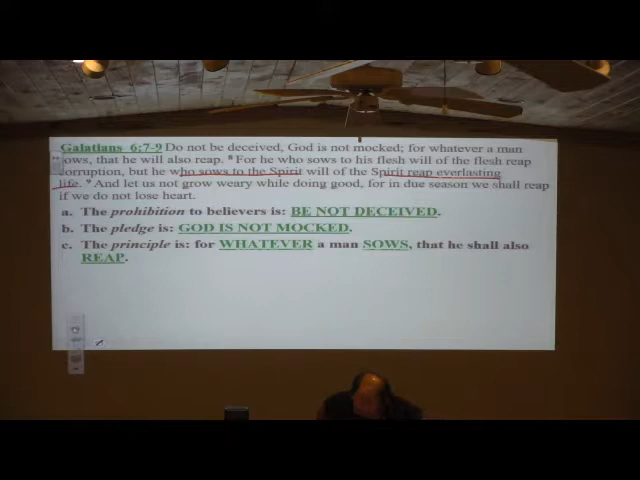 Galatians 6:7-9 Do not be deceived, God is not mocked; for whatever a man
sows, that he will also reap. 8 For he who sows to his flesh will of the flesh reap
corruption, but he who sows to the Spirit will of the Spirit reap everlasting
life. 9 And let us not grow weary while doing good, for in due season we shall reap
if we do not lose heart.
a. The prohibition to believers is: BE NOT DECEIVED.
b. The pledge is: GOD IS NOT MOCKED.
c. The principle is: for WHATEVER a man SOWS, that he shall also
REAP.